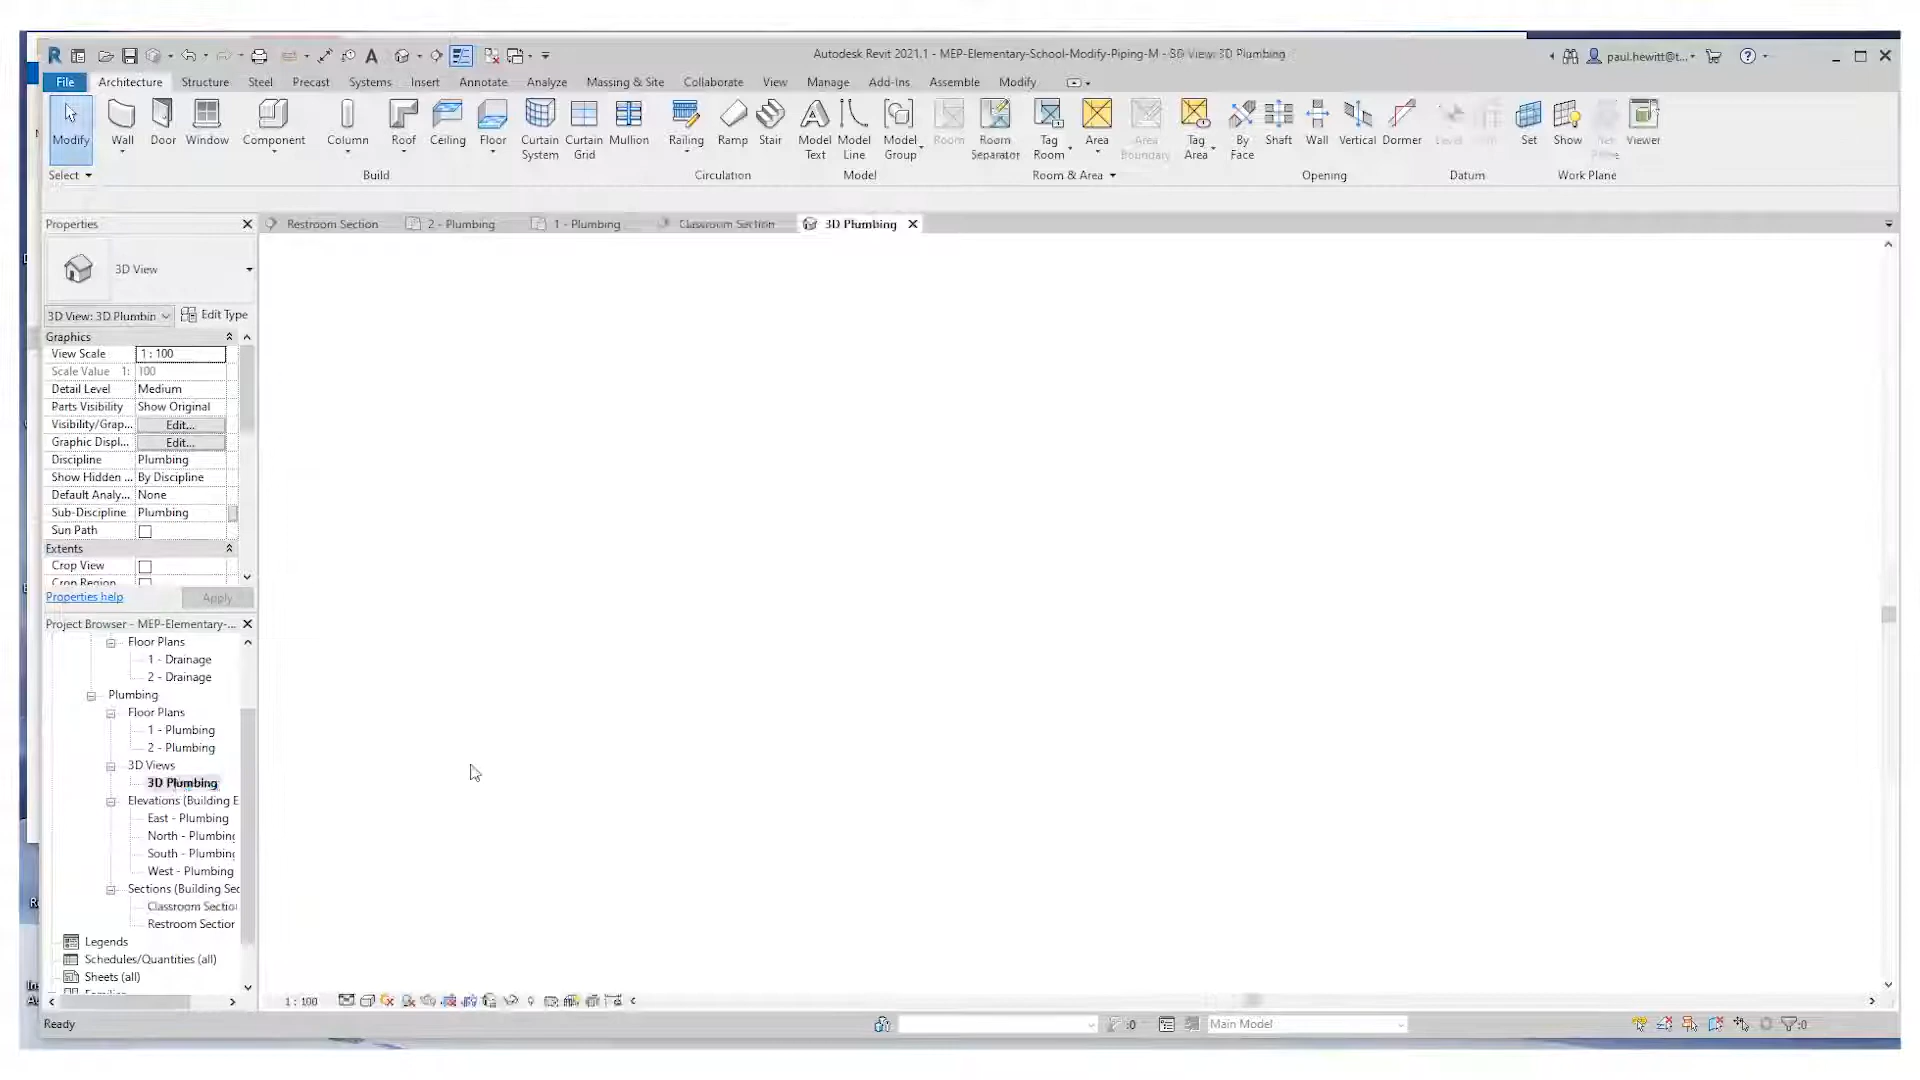 Autodesk Revit 2021.1 - MEP-Elementary-School-Modify-Piping-M - 3D View: 3D Plumbing
paul.hewitt@t...
File Architecture Structure Steel Precast Systems Insert Annotate Analyze Massing & Site Collaborate View Manage Add-Ins Assemble Modify
Modify Wall Door Window Component Column Roof Ceiling Floor Curtain System Curtain Grid Mullion Railing Ramp Stair Model Text Model Line Model Group Room Room Separator Tag Room Area Area Boundary Tag Area By Face Shaft Wall Vertical Dormer Level Set Show Viewer
Select Build Circulation Model Room & Area Opening Datum Work Plane
Properties
Restroom Section 2 - Plumbing 1 - Plumbing Classroom Section 3D Plumbing
3D View
3D View: 3D Plumbin Edit Type
Graphics
View Scale 1 : 100
Scale Value 1: 100
Detail Level Medium
Parts Visibility Show Original
Visibility/Grap... Edit...
Graphic Displ... Edit...
Discipline Plumbing
Show Hidden ... By Discipline
Default Analy... None
Sub-Discipline Plumbing
Sun Path
Extents
Crop View
Crop Region
Properties help Apply
Project Browser - MEP-Elementary-...
Floor Plans
1 - Drainage
2 - Drainage
Plumbing
Floor Plans
1 - Plumbing
2 - Plumbing
3D Views
3D Plumbing
Elevations (Building E
East - Plumbing
North - Plumbing
South - Plumbing
West - Plumbing
Sections (Building Sec
Classroom Sectio
Restroom Section
Legends
Schedules/Quantities (all)
Sheets (all)
1 : 100
Ready
:0
Main Model
:0